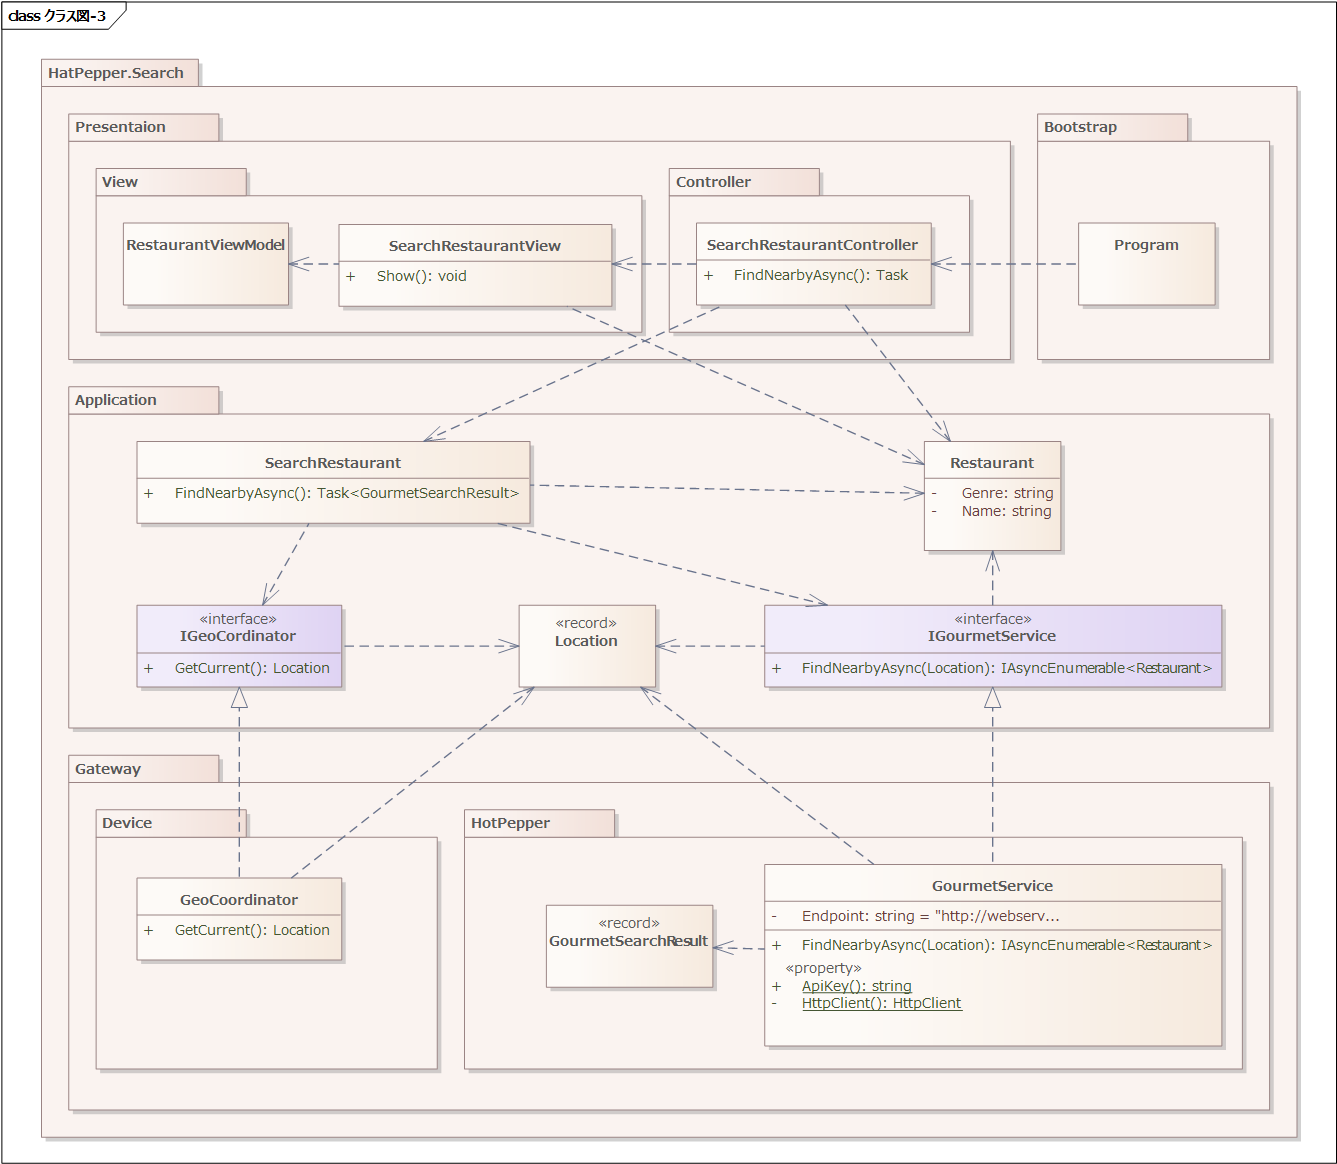 class クラス図-3
HatPepper.Search
Presentaion
Bootstrap
View
Controller
RestaurantViewModel
SearchRestaurantView
+ Show(): void
SearchRestaurantController
+ FindNearbyAsync(): Task
Program
Application
SearchRestaurant
+ FindNearbyAsync(): Task<GourmetSearchResult>
Restaurant
- Genre: string
- Name: string
«interface»
IGeoCordinator
+ GetCurrent(): Location
«record»
Location
«interface»
IGourmetService
+ FindNearbyAsync(Location): IAsyncEnumerable<Restaurant>
Gateway
Device
HotPepper
GeoCoordinator
+ GetCurrent(): Location
«record»
GourmetSearchResult
GourmetService
- Endpoint: string = "http://webserv...
+ FindNearbyAsync(Location): IAsyncEnumerable<Restaurant>
«property»
+ ApiKey(): string
- HttpClient(): HttpClient